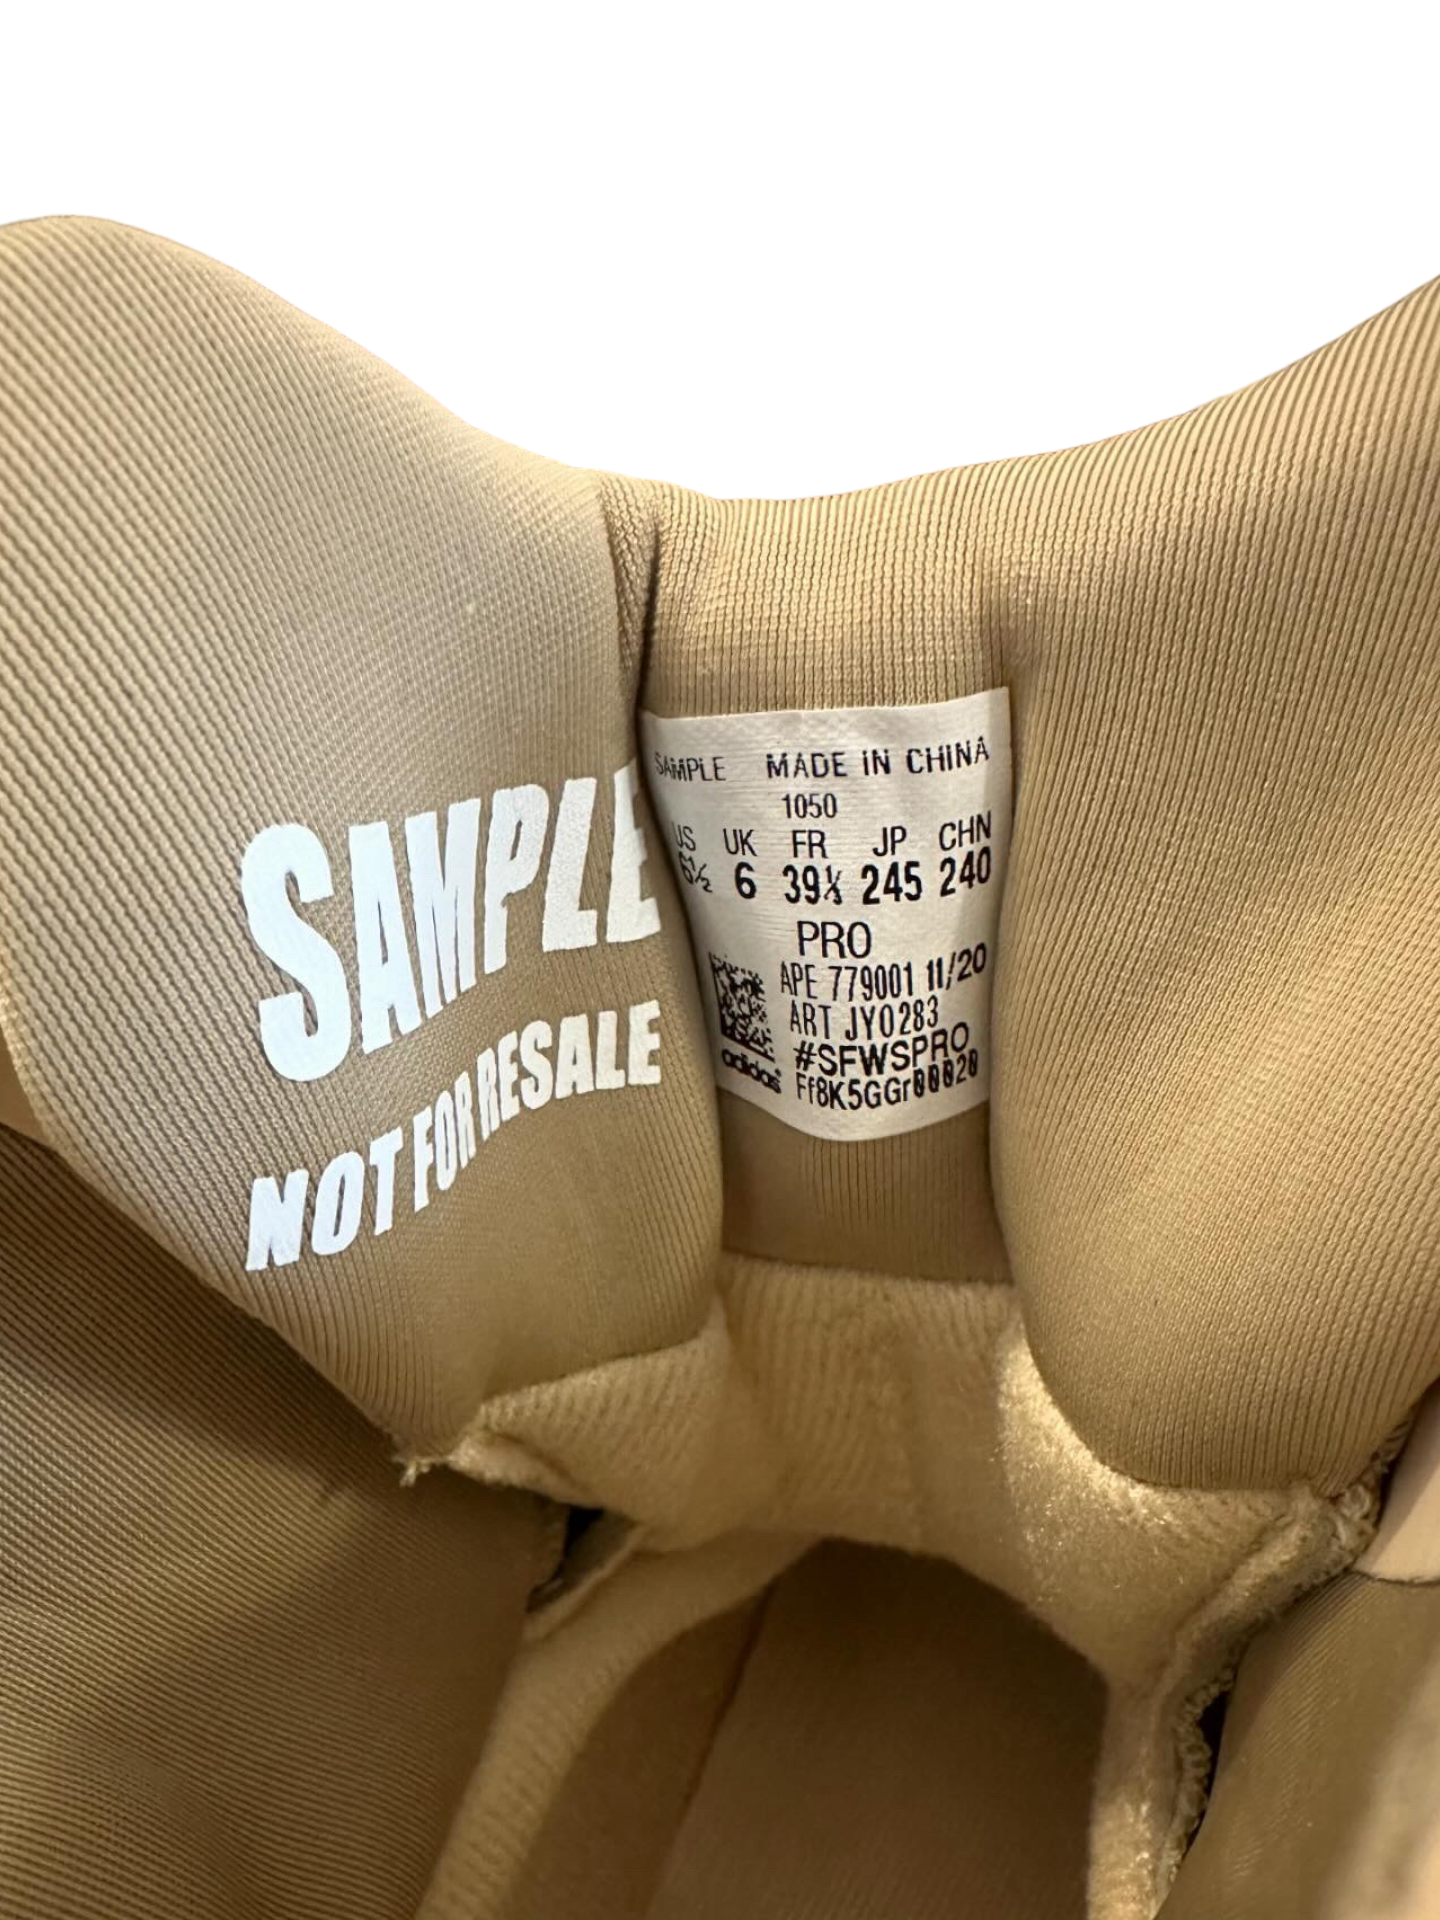 SAMPLE
NOT FOR RESALE
SAMPLE MADE IN CHINA
1050
US UK FR JP CHN
6½ 6 39⅓ 245 240
PRO
APE 779001 11/20
ART JY0283
#SFWSPRO
adidas Ff8K5GGr00020